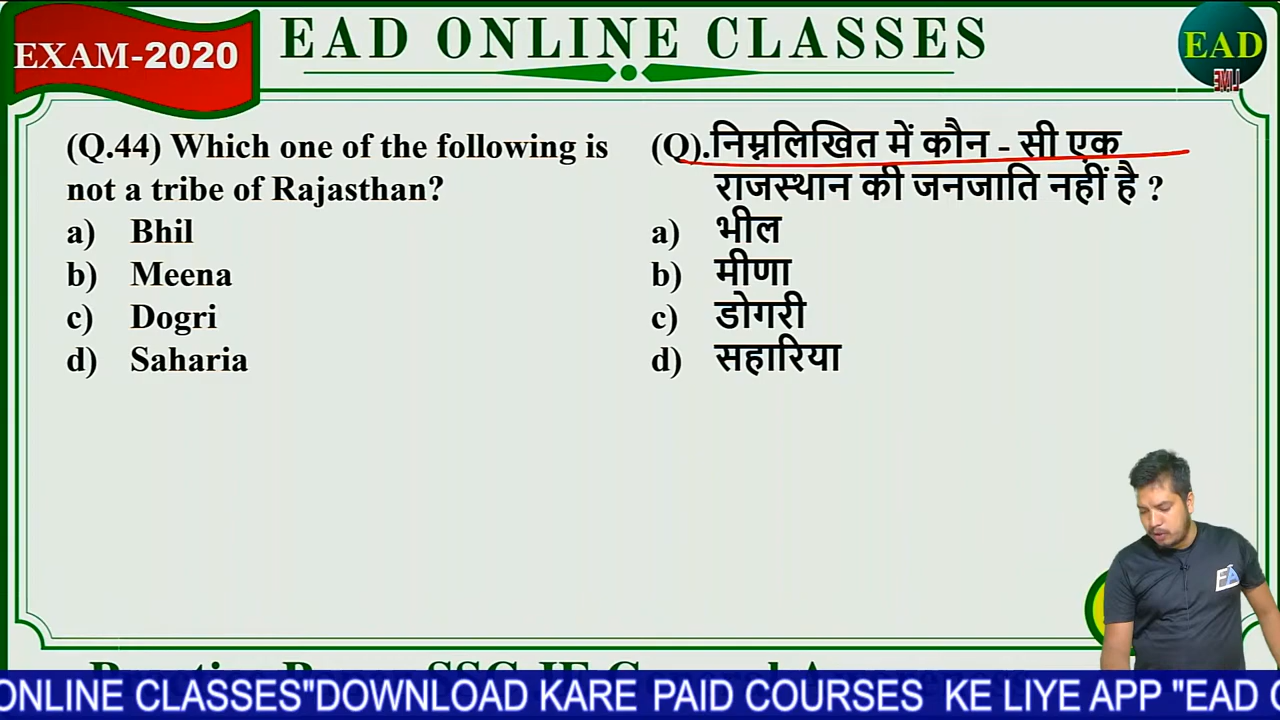 EXAM-2020
EAD ONLINE CLASSES
EAD
(Q.44) Which one of the following is
not a tribe of Rajasthan?
a) Bhil
b) Meena
c) Dogri
d) Saharia
(Q).निम्नलिखित में कौन - सी एक
राजस्थान की जनजाति नहीं है ?
a) भील
b) मीणा
c) डोगरी
d) सहारिया
ONLINE CLASSES"DOWNLOAD KARE PAID COURSES KE LIYE APP "EAD